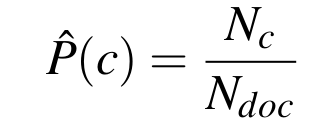 P̂(c) = N_c / N_doc